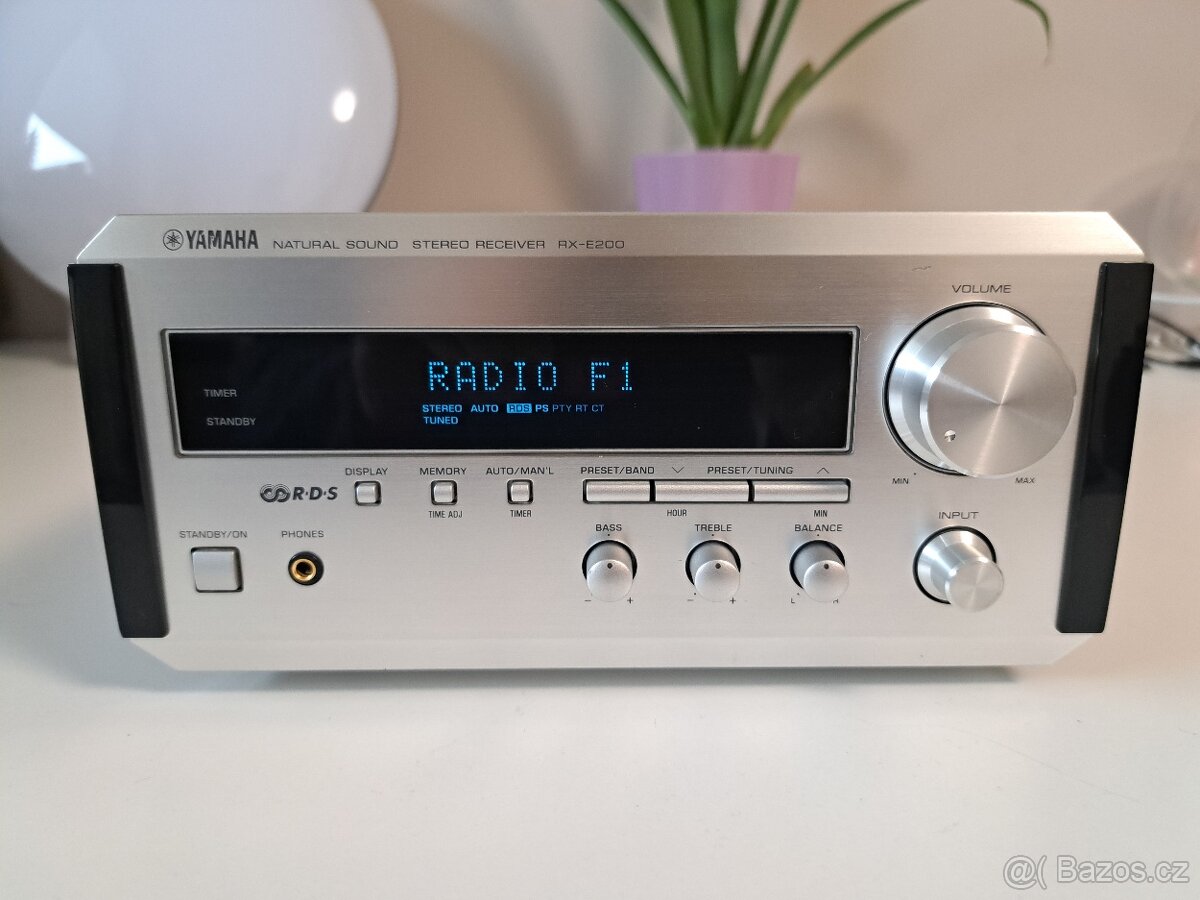 YAMAHA NATURAL SOUND STEREO RECEIVER RX-E200
VOLUME
RADIO F1
TIMER
STEREO AUTO RDS PS PTY RT CT
STANDBY
TUNED
MIN MAX
DISPLAY MEMORY AUTO/MAN'L PRESET/BAND PRESET/TUNING
R·D·S
TIME ADJ TIMER HOUR MIN
INPUT
STANDBY/ON PHONES BASS TREBLE BALANCE
- + - + L R
@( Bazos.cz